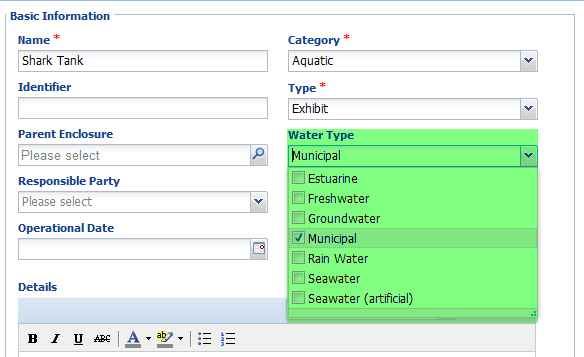 Basic Information
Name * Category *
Shark Tank Aquatic
Identifier Type *
Exhibit
Parent Enclosure Water Type
Please select Municipal
Responsible Party Estuarine
Please select Freshwater
Groundwater
Operational Date Municipal
Rain Water
Seawater
Details Seawater (artificial)
B I U ABC A ab